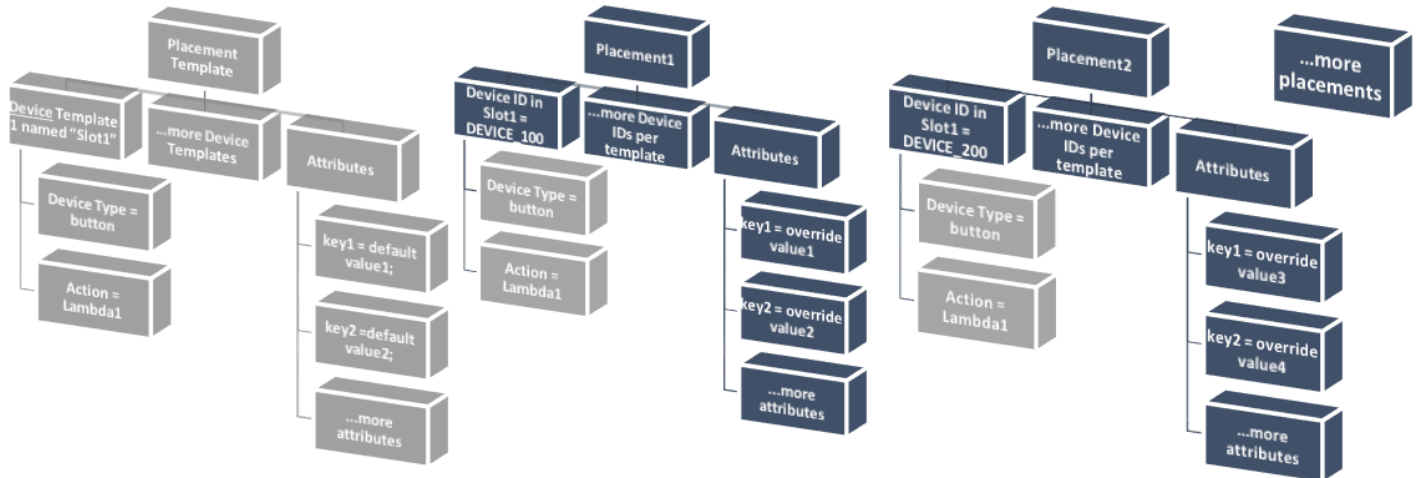 Placement
Template
Device Template
1 named “Slot1”
...more Device
Templates
Attributes
Device Type =
button
Action =
Lambda1
key1 = default
value1;
key2 =default
value2;
...more
attributes
Placement1
Device ID in
Slot1 =
DEVICE_100
...more Device
IDs per
template
Attributes
Device Type =
button
Action =
Lambda1
key1 = override
value1
key2 = override
value2
...more
attributes
Placement2
Device ID in
Slot1 =
DEVICE_200
...more Device
IDs per
template
Attributes
Device Type =
button
Action =
Lambda1
key1 = override
value3
key2 = override
value4
...more
attributes
...more
placements